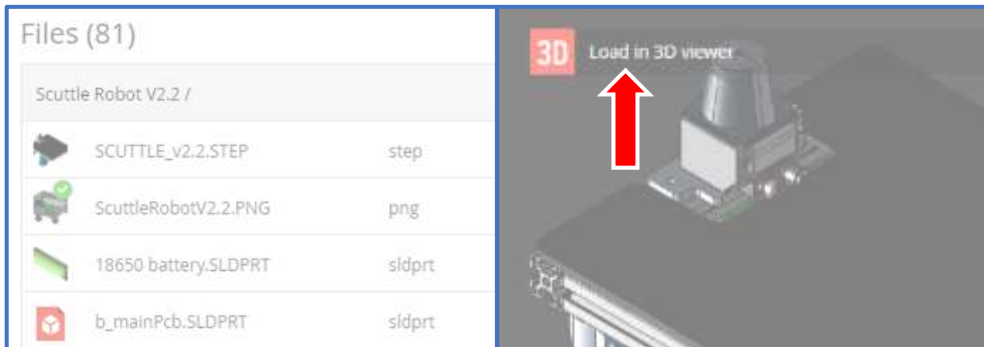 Files (81)
Scuttle Robot V2.2 /
SCUTTLE_v2.2.STEP step
ScuttleRobotV2.2.PNG png
18650 battery.SLDPRT sldprt
b_mainPcb.SLDPRT sldprt
3D Load in 3D viewer